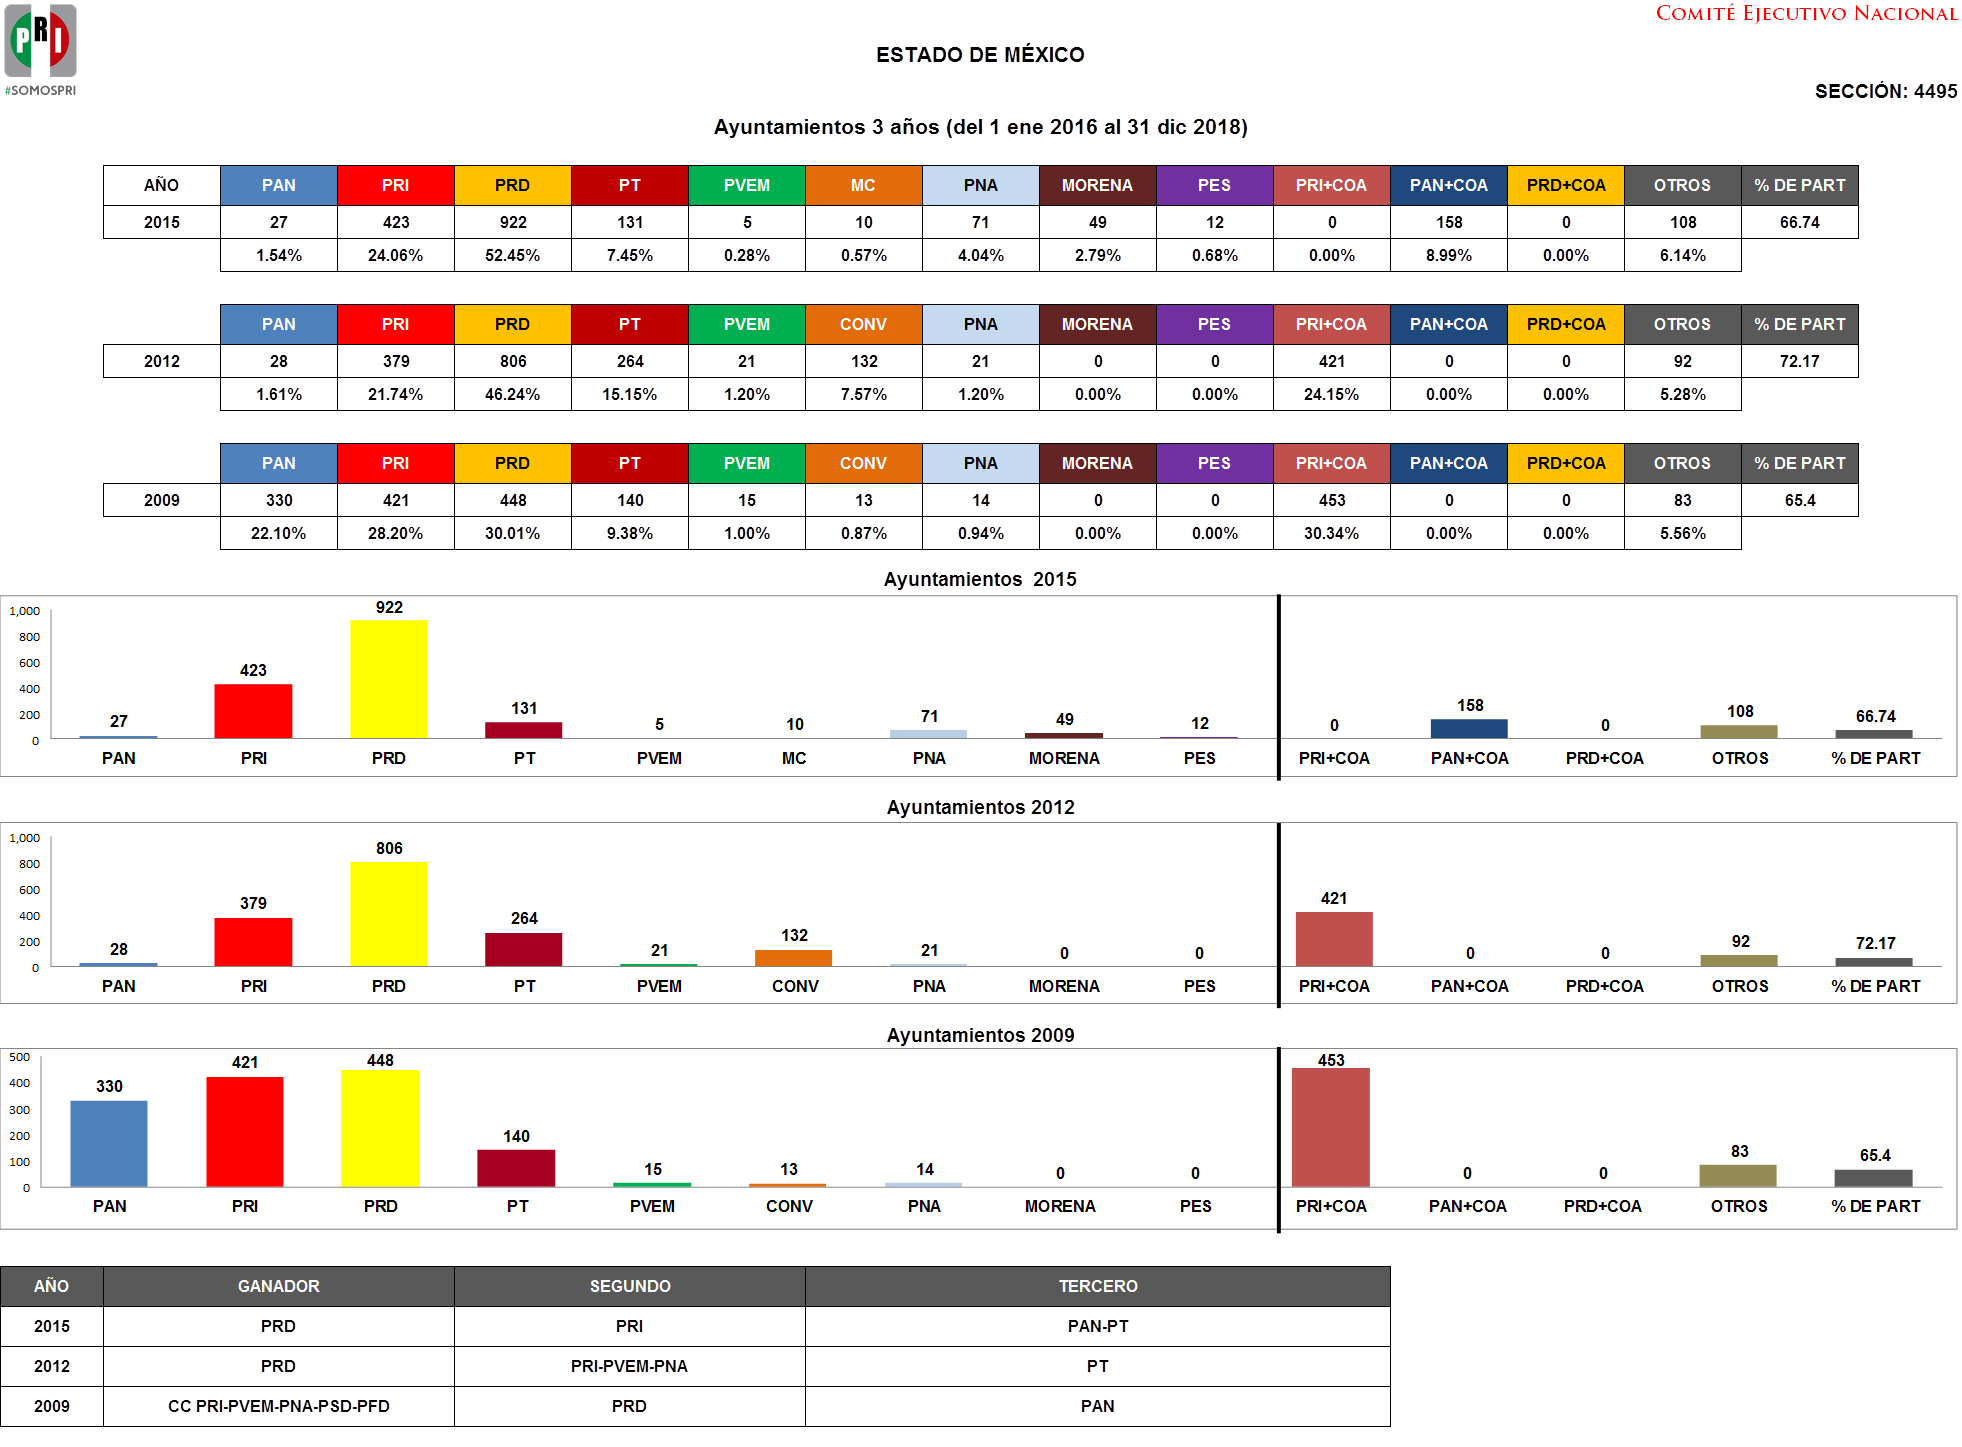 PRI
#SOMOSPRI
COMITÉ EJECUTIVO NACIONAL
ESTADO DE MÉXICO
SECCIÓN: 4495
Ayuntamientos 3 años (del 1 ene 2016 al 31 dic 2018)
AÑO PAN PRI PRD PT PVEM MC PNA MORENA PES PRI+COA PAN+COA PRD+COA OTROS % DE PART
2015 27 423 922 131 5 10 71 49 12 0 158 0 108 66.74
1.54% 24.06% 52.45% 7.45% 0.28% 0.57% 4.04% 2.79% 0.68% 0.00% 8.99% 0.00% 6.14%
PAN PRI PRD PT PVEM CONV PNA MORENA PES PRI+COA PAN+COA PRD+COA OTROS % DE PART
2012 28 379 806 264 21 132 21 0 0 421 0 0 92 72.17
1.61% 21.74% 46.24% 15.15% 1.20% 7.57% 1.20% 0.00% 0.00% 24.15% 0.00% 0.00% 5.28%
PAN PRI PRD PT PVEM CONV PNA MORENA PES PRI+COA PAN+COA PRD+COA OTROS % DE PART
2009 330 421 448 140 15 13 14 0 0 453 0 0 83 65.4
22.10% 28.20% 30.01% 9.38% 1.00% 0.87% 0.94% 0.00% 0.00% 30.34% 0.00% 0.00% 5.56%
Ayuntamientos 2015
1,000
800
600
400
200
0
27 423 922 131 5 10 71 49 12 0 158 0 108 66.74
PAN PRI PRD PT PVEM MC PNA MORENA PES PRI+COA PAN+COA PRD+COA OTROS % DE PART
Ayuntamientos 2012
1,000
800
600
400
200
0
28 379 806 264 21 132 21 0 0 421 0 0 92 72.17
PAN PRI PRD PT PVEM CONV PNA MORENA PES PRI+COA PAN+COA PRD+COA OTROS % DE PART
Ayuntamientos 2009
500
400
300
200
100
0
330 421 448 140 15 13 14 0 0 453 0 0 83 65.4
PAN PRI PRD PT PVEM CONV PNA MORENA PES PRI+COA PAN+COA PRD+COA OTROS % DE PART
AÑO GANADOR SEGUNDO TERCERO
2015 PRD PRI PAN-PT
2012 PRD PRI-PVEM-PNA PT
2009 CC PRI-PVEM-PNA-PSD-PFD PRD PAN